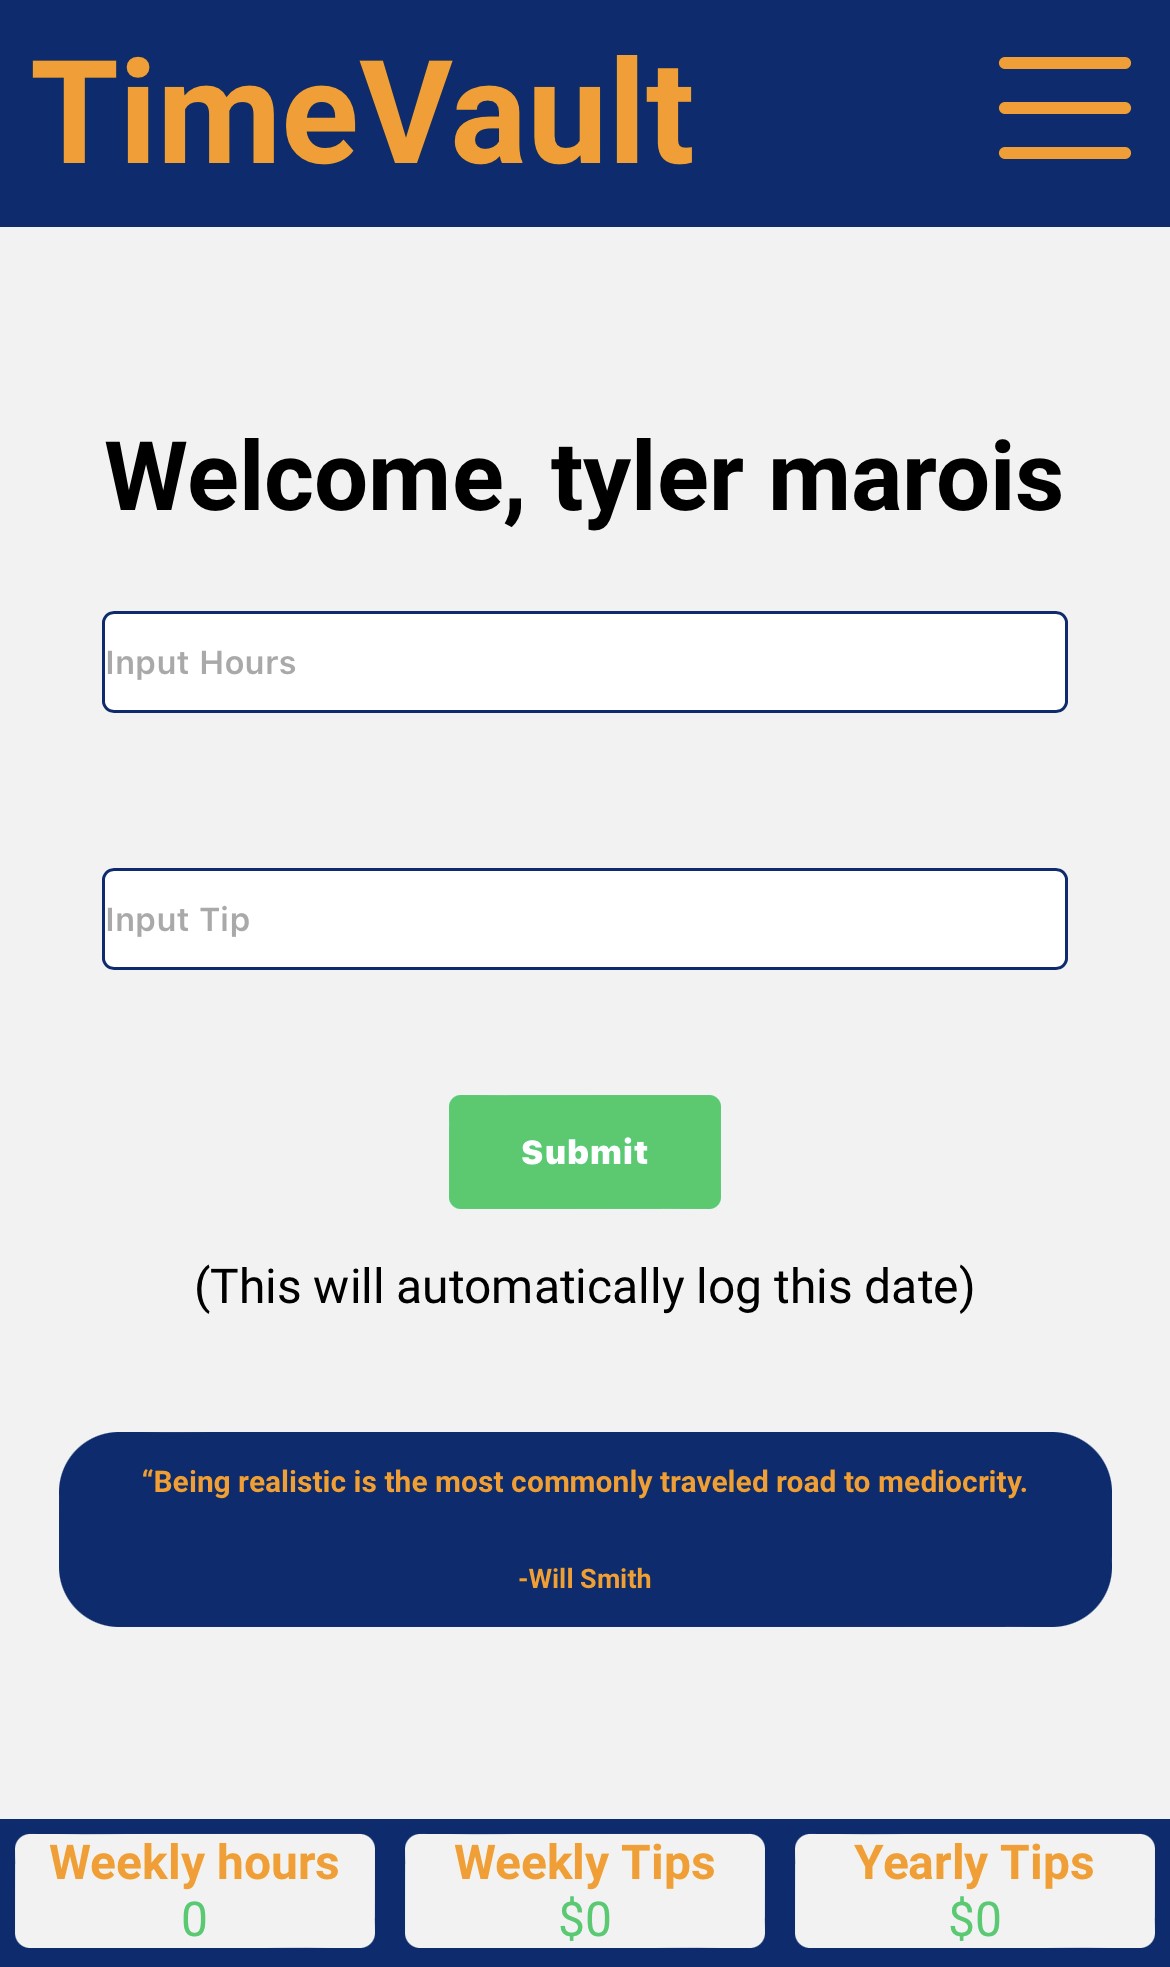 TimeVault
Welcome, tyler marois
Input Hours
Input Tip
Submit
(This will automatically log this date)
“Being realistic is the most commonly traveled road to mediocrity.
-Will Smith
Weekly hours
0
Weekly Tips
$0
Yearly Tips
$0